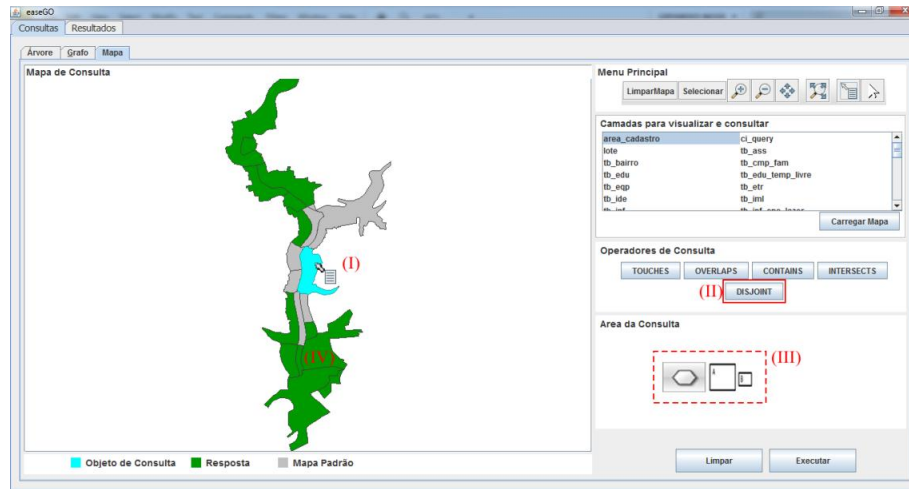 easeGO
Consultas Resultados
Árvore Grafo Mapa
Mapa de Consulta
(I)
(IV)
Objeto de Consulta Resposta Mapa Padrão
Menu Principal
LimparMapa Selecionar
Camadas para visualizar e consultar
area_cadastro ci_query
lote tb_ass
tb_bairro tb_cmp_fam
tb_edu tb_edu_temp_livre
tb_eqp tb_etr
tb_ide tb_iml
Carregar Mapa
Operadores de Consulta
TOUCHES OVERLAPS CONTAINS INTERSECTS
(II) DISJOINT
Area da Consulta
A
(III)
Limpar Executar